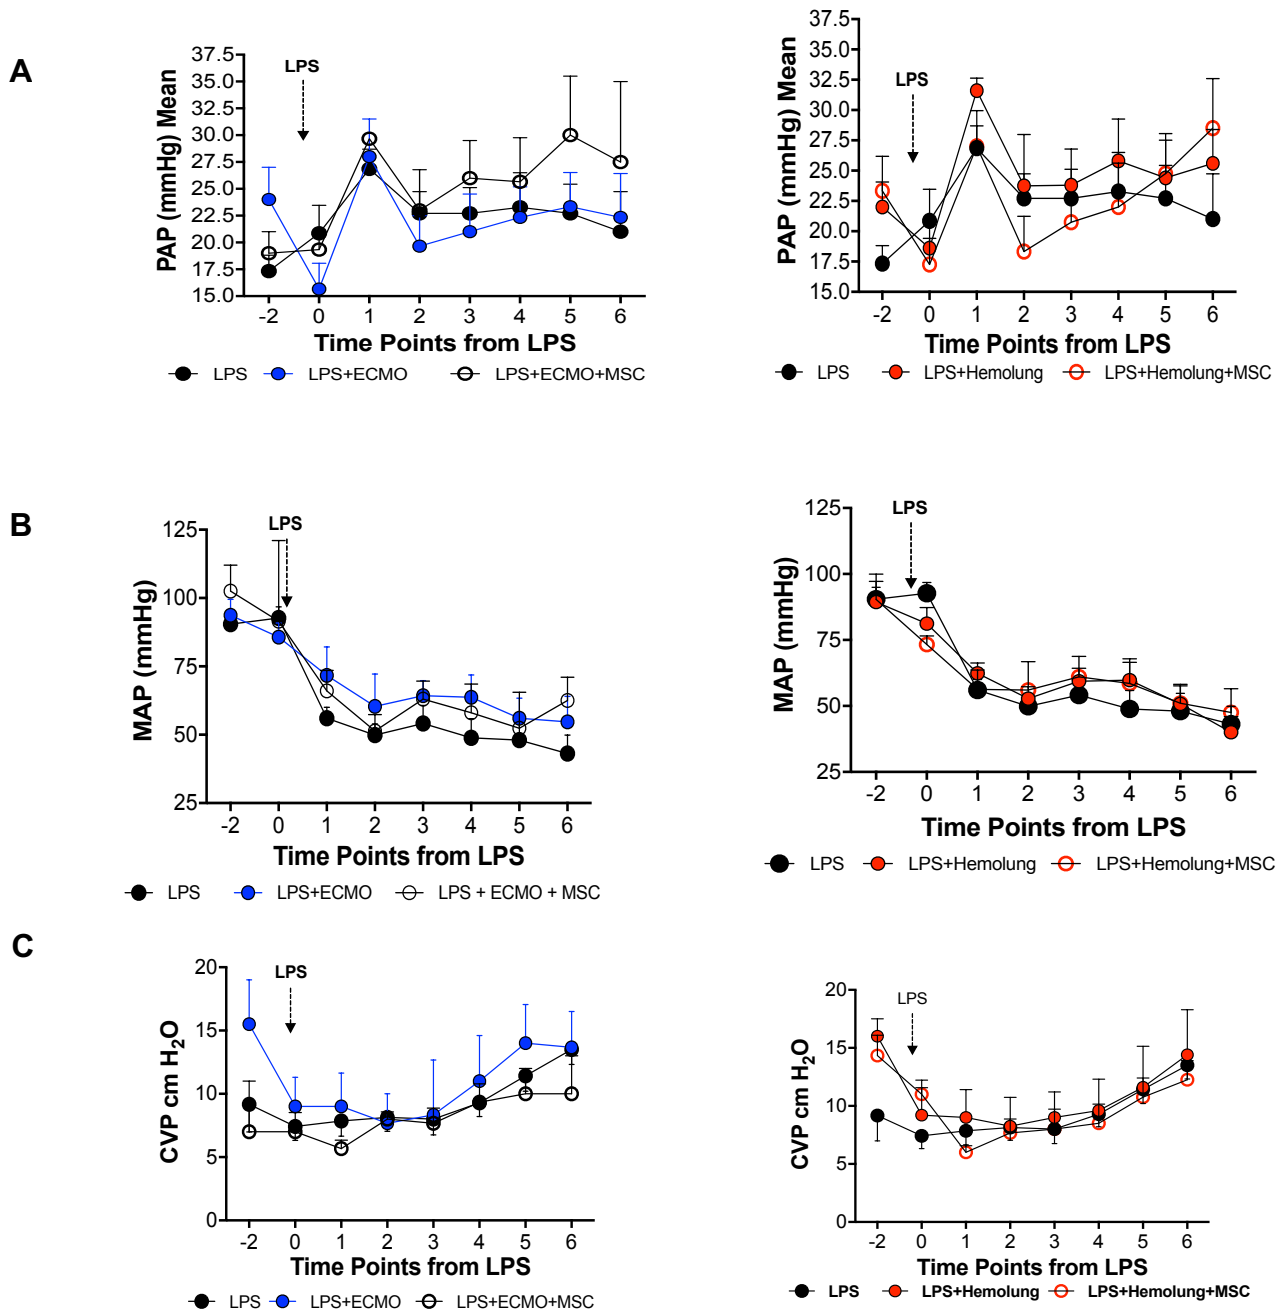 A
LPS
PAP (mmHg) Mean
37.5
35.0
32.5
30.0
27.5
25.0
22.5
20.0
17.5
15.0
-2 0 1 2 3 4 5 6
Time Points from LPS
LPS LPS+ECMO LPS+ECMO+MSC
LPS
PAP (mmHg) Mean
37.5
35.0
32.5
30.0
27.5
25.0
22.5
20.0
17.5
15.0
-2 0 1 2 3 4 5 6
Time Points from LPS
LPS LPS+Hemolung LPS+Hemolung+MSC
B
LPS
MAP (mmHg)
125
100
75
50
25
-2 0 1 2 3 4 5 6
Time Points from LPS
LPS LPS+ECMO LPS + ECMO + MSC
LPS
MAP (mmHg)
125
100
75
50
25
-2 0 1 2 3 4 5 6
Time Points from LPS
LPS LPS+Hemolung LPS+Hemolung+MSC
C
LPS
CVP cm H₂O
20
15
10
5
0
-2 0 1 2 3 4 5 6
Time Points from LPS
LPS LPS+ECMO LPS+ECMO+MSC
LPS
CVP cm H₂O
20
15
10
5
0
-2 0 1 2 3 4 5 6
Time Points from LPS
LPS LPS+Hemolung LPS+Hemolung+MSC